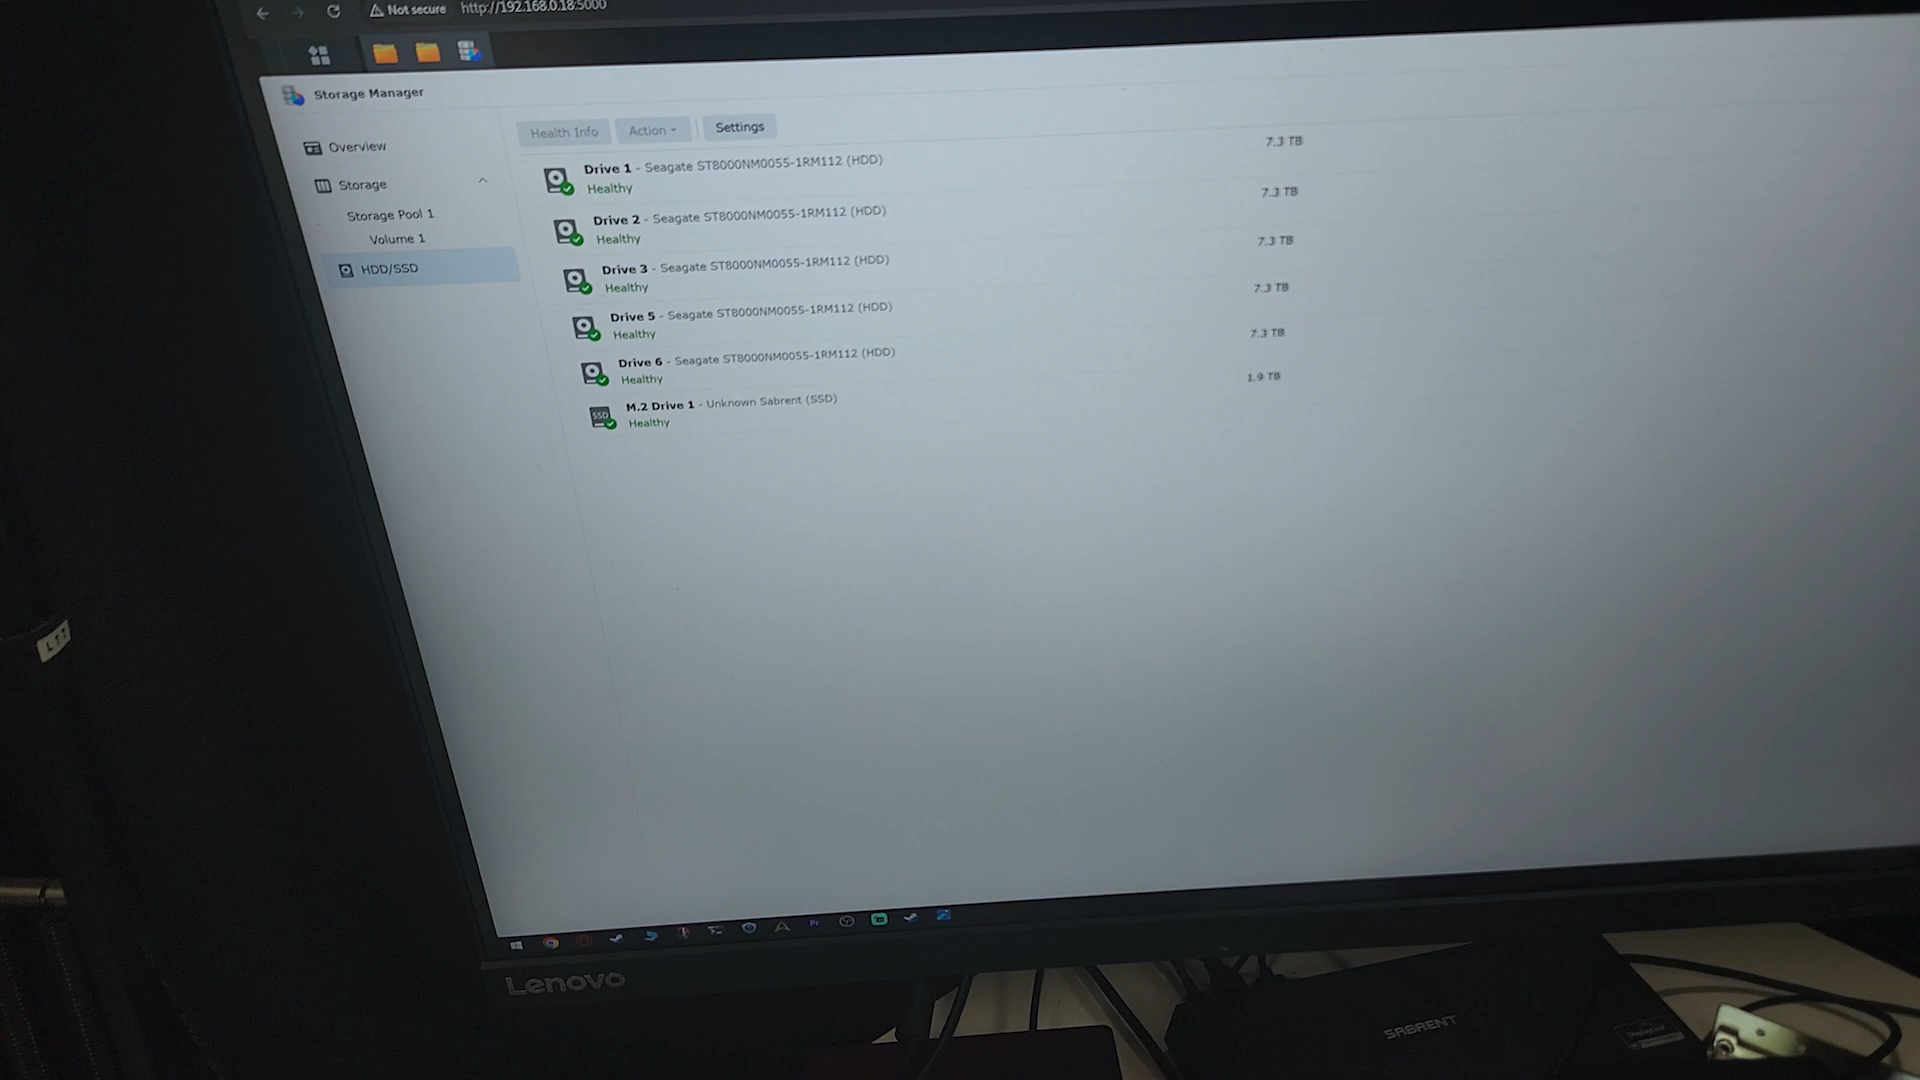 Not secure http://192.168.0.18:5000
Storage Manager
Overview
Storage
Storage Pool 1
Volume 1
HDD/SSD
Health Info Action Settings
Drive 1 - Seagate ST8000NM0055-1RM112 (HDD) 7.3 TB
Healthy
Drive 2 - Seagate ST8000NM0055-1RM112 (HDD) 7.3 TB
Healthy
Drive 3 - Seagate ST8000NM0055-1RM112 (HDD) 7.3 TB
Healthy
Drive 5 - Seagate ST8000NM0055-1RM112 (HDD) 7.3 TB
Healthy
Drive 6 - Seagate ST8000NM0055-1RM112 (HDD) 7.3 TB
Healthy
SSD
M.2 Drive 1 - Unknown Sabrent (SSD) 1.9 TB
Healthy
LTT
Pr
Lenovo
SABRENT